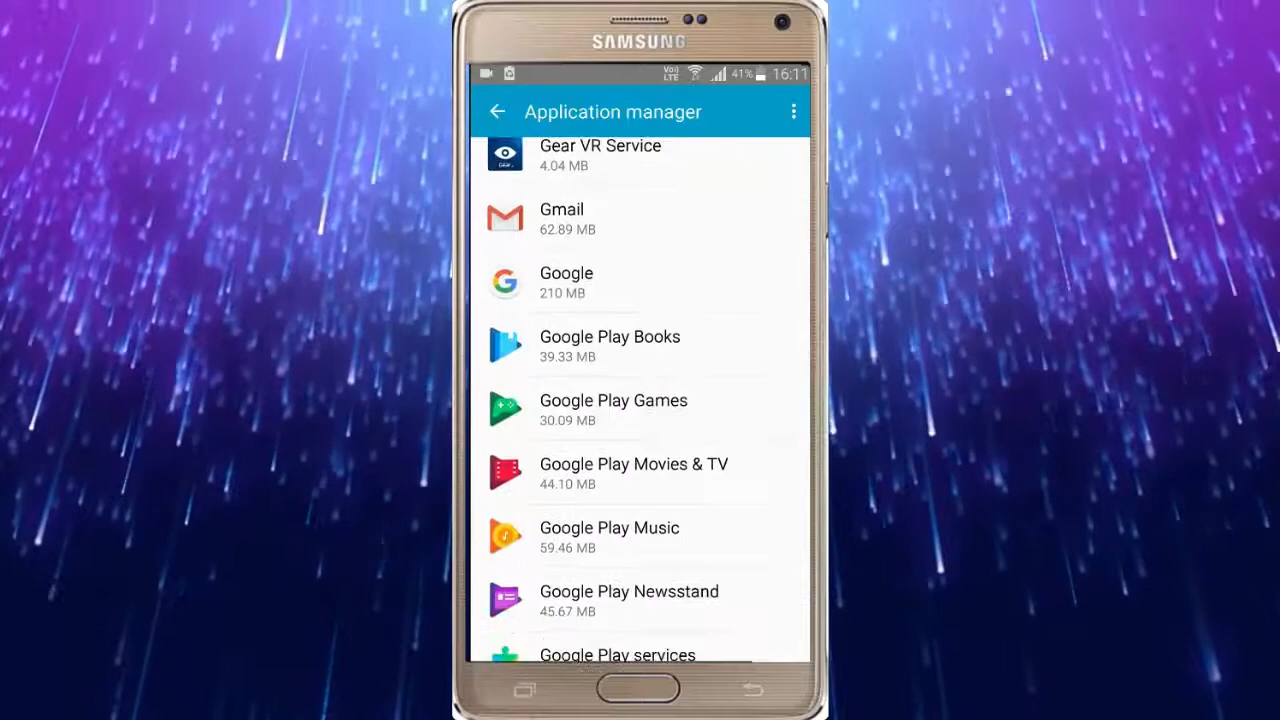 SAMSUNG
Vo))
LTE
41%
16:11
Application manager
Gear VR Service
4.04 MB
Gmail
62.89 MB
Google
210 MB
Google Play Books
39.33 MB
Google Play Games
30.09 MB
Google Play Movies & TV
44.10 MB
Google Play Music
59.46 MB
Google Play Newsstand
45.67 MB
Google Play services